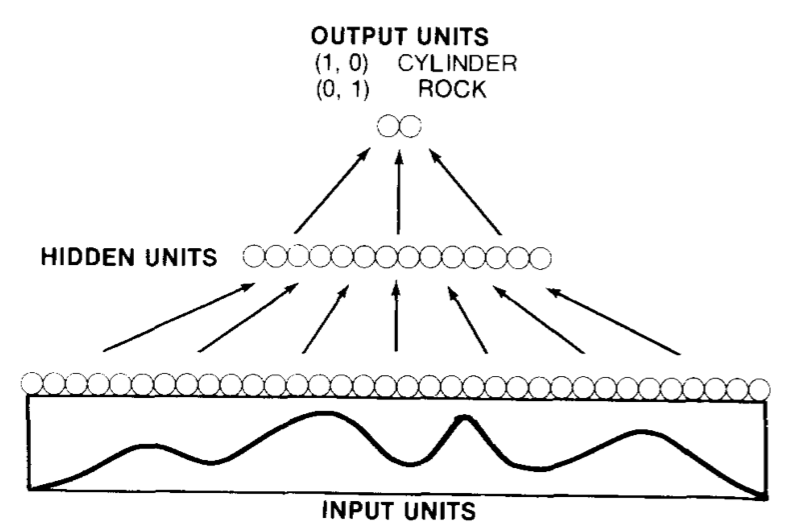 OUTPUT UNITS
(1, 0) CYLINDER
(0, 1) ROCK
HIDDEN UNITS
INPUT UNITS